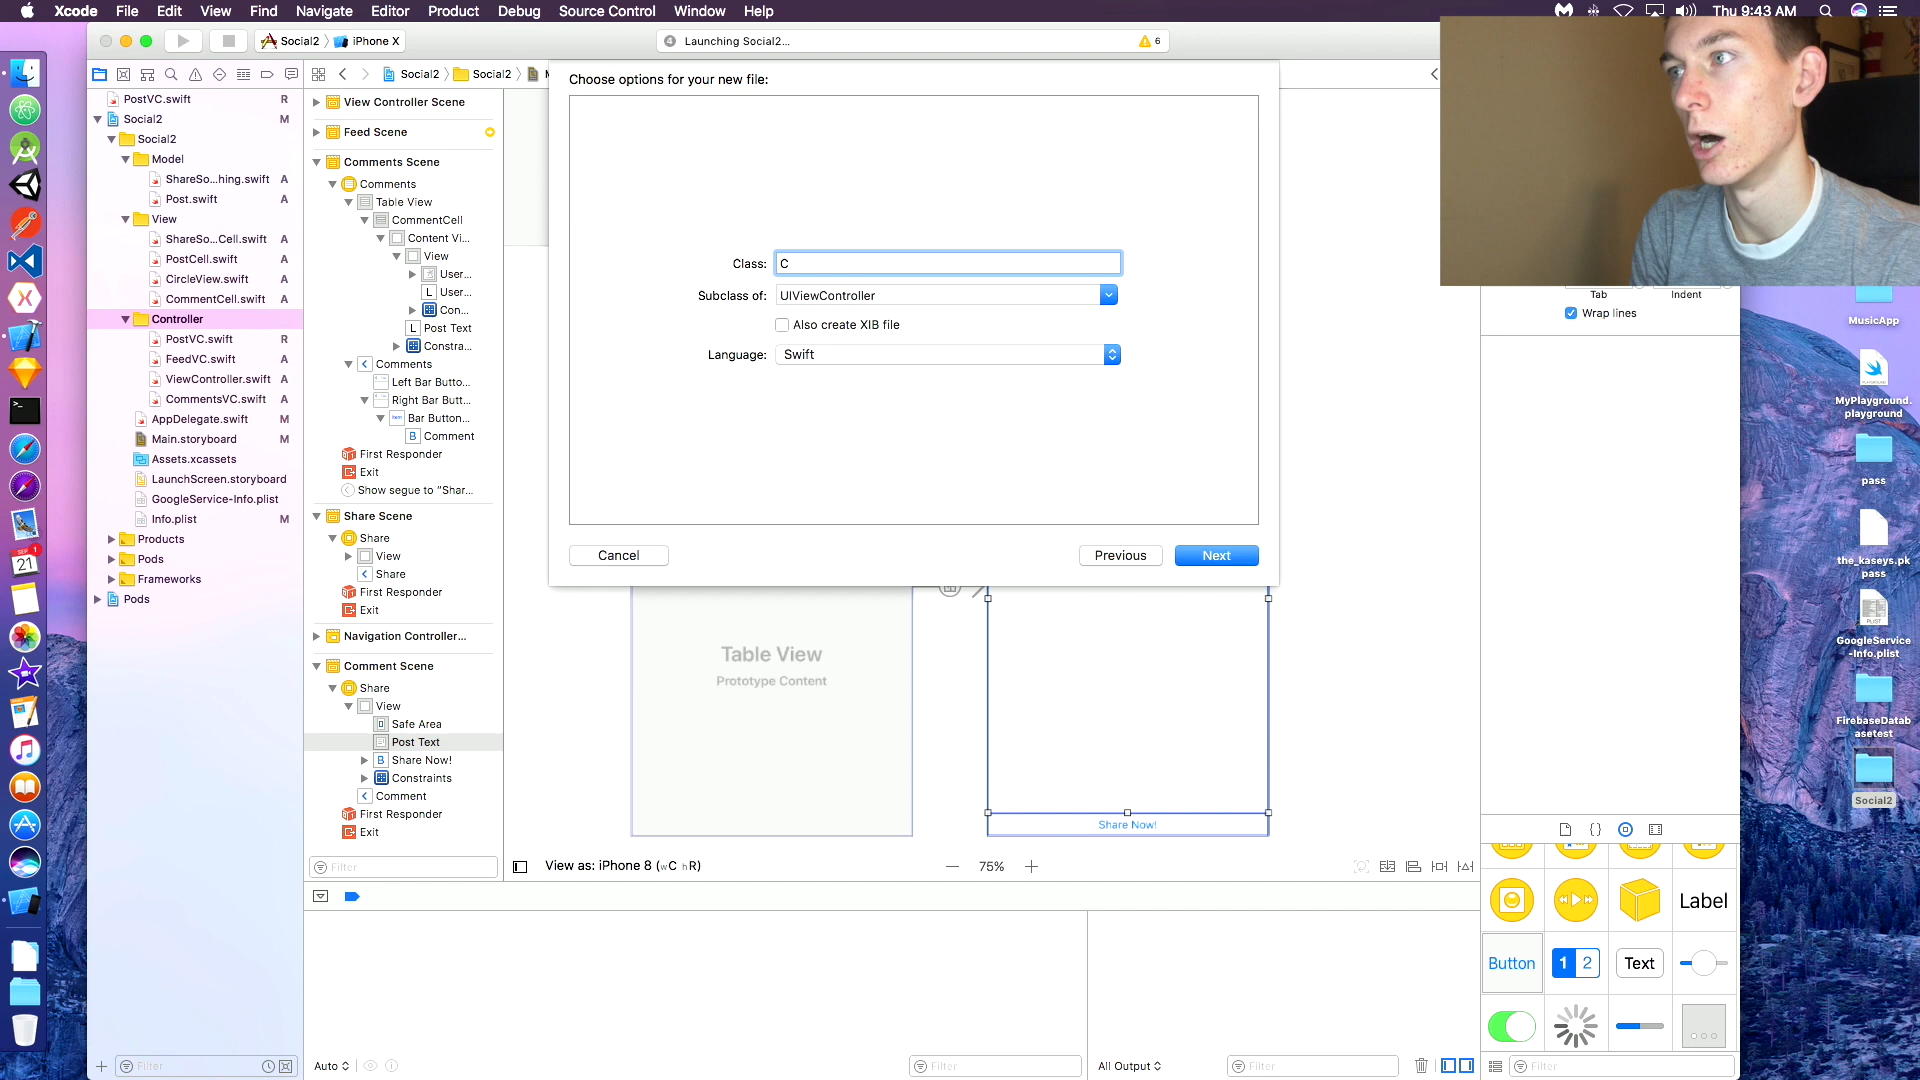 Xcode File Edit View Find Navigate Editor Product Debug Source Control Window Help
Thu 9:43 AM
Social2 iPhone X
Launching Social2...
6
Social2 Social2
PostVC.swift R
Social2 M
Social2
Model
ShareSo...hing.swift A
Post.swift A
View
ShareSo...Cell.swift A
PostCell.swift A
CircleView.swift A
CommentCell.swift A
Controller
PostVC.swift R
FeedVC.swift A
ViewController.swift A
CommentsVC.swift A
AppDelegate.swift M
Main.storyboard M
Assets.xcassets
LaunchScreen.storyboard
GoogleService-Info.plist
Info.plist M
Products
Pods
Frameworks
Pods
Filter
View Controller Scene
Feed Scene
Comments Scene
Comments
Table View
CommentCell
Content Vi...
View
User...
L User...
Con...
L Post Text
Constra...
Comments
Left Bar Butto...
Right Bar Butt...
Bar Button...
B Comment
First Responder
Exit
Show segue to "Shar...
Share Scene
Share
View
Share
First Responder
Exit
Navigation Controller...
Comment Scene
Share
View
Safe Area
Post Text
B Share Now!
Constraints
Comment
First Responder
Exit
Filter
Choose options for your new file:
Class: C
Subclass of: UIViewController
Also create XIB file
Language: Swift
Cancel
Previous
Next
Table View
Prototype Content
Share Now!
View as: iPhone 8 (wC hR)
75%
Auto
Filter
All Output
Filter
Tab Indent
Wrap lines
Label
Button
1 2
Text
Filter
MusicApp
MyPlayground.
playground
pass
the_kaseys.pk
pass
PLIST
GoogleService
-Info.plist
FirebaseDatab
asetest
Social2
SEP
21
1